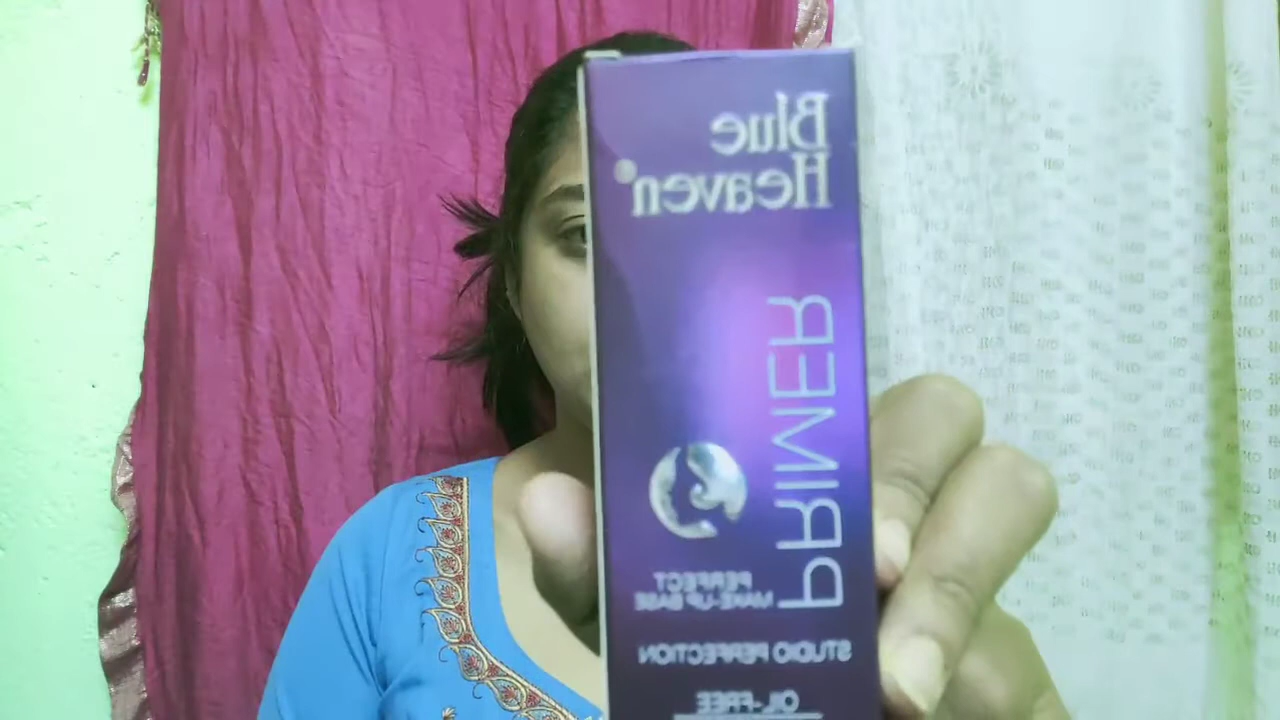 Blue
Heaven®
PRIMER
PERFECT
MAKE-UP BASE
STUDIO PERFECTION
OIL-FREE